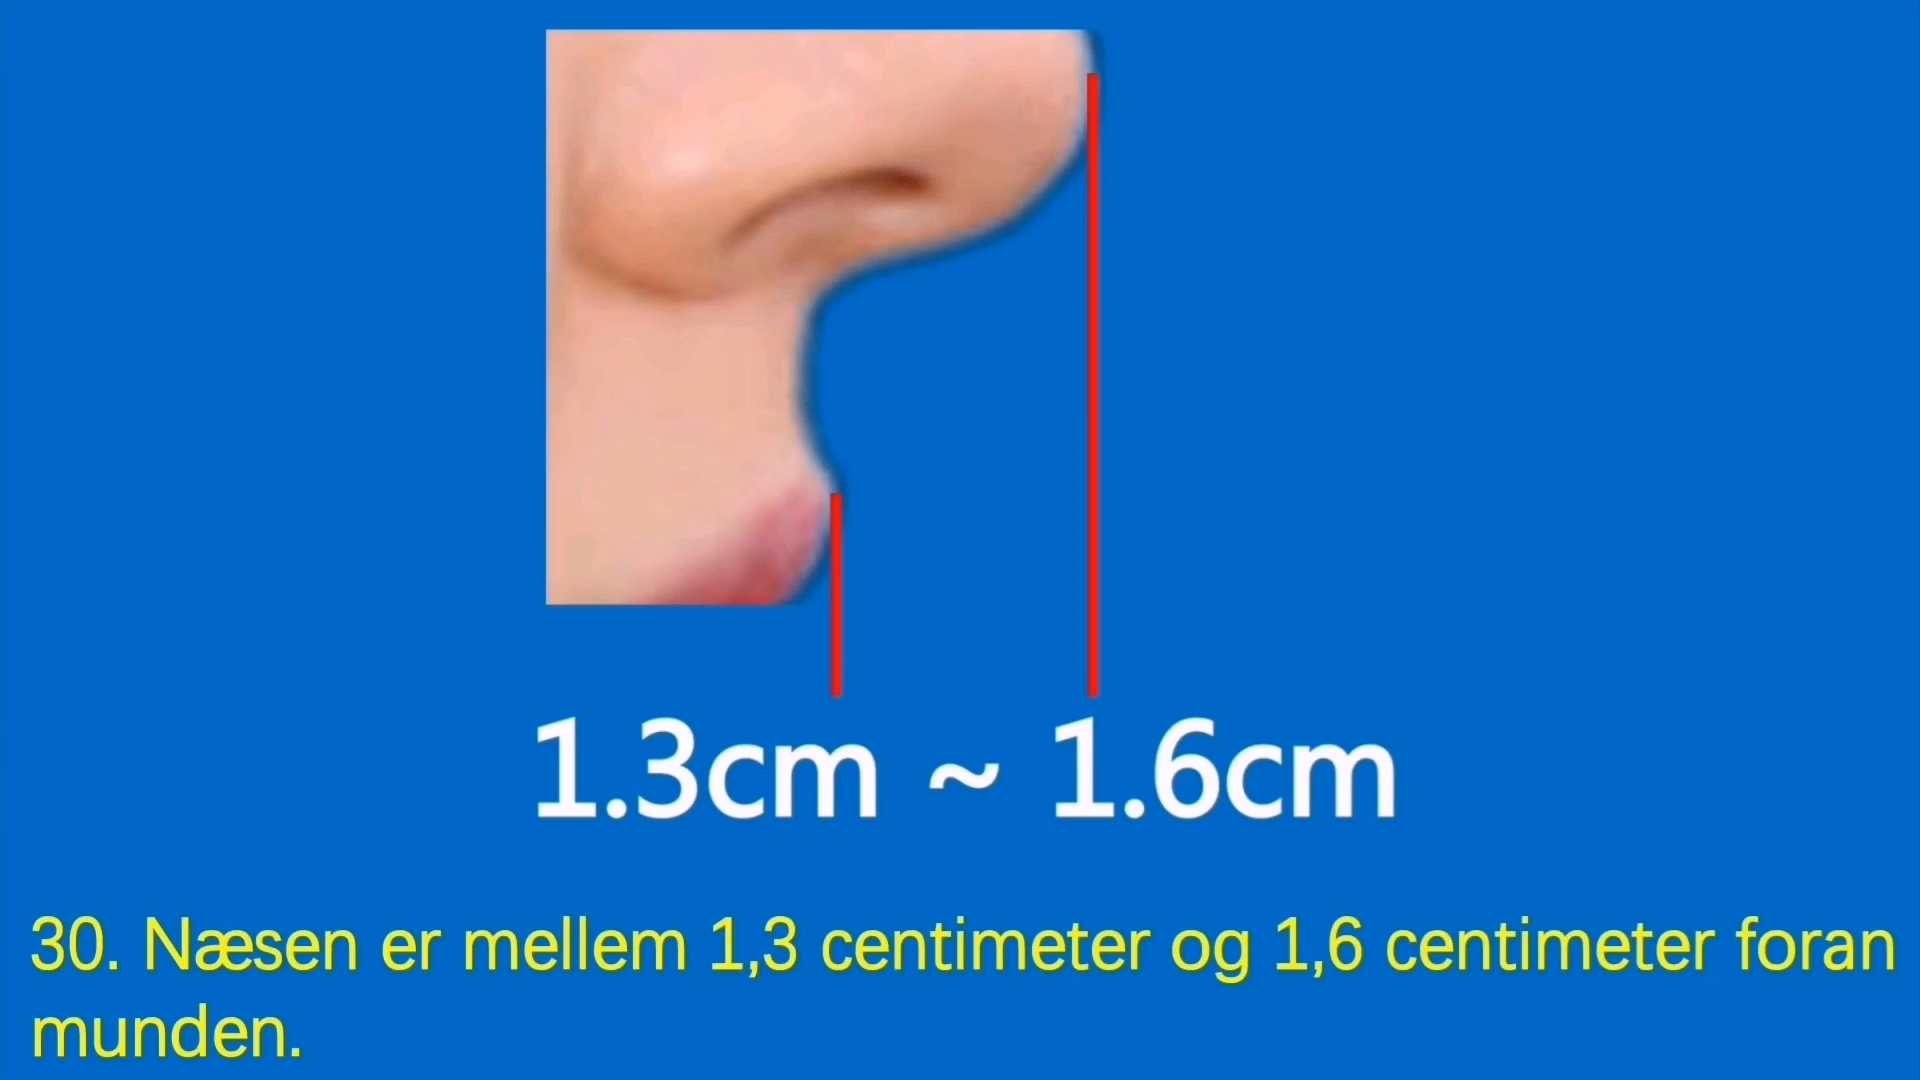 1.3cm ~ 1.6cm
30. Næsen er mellem 1,3 centimeter og 1,6 centimeter foran
munden.